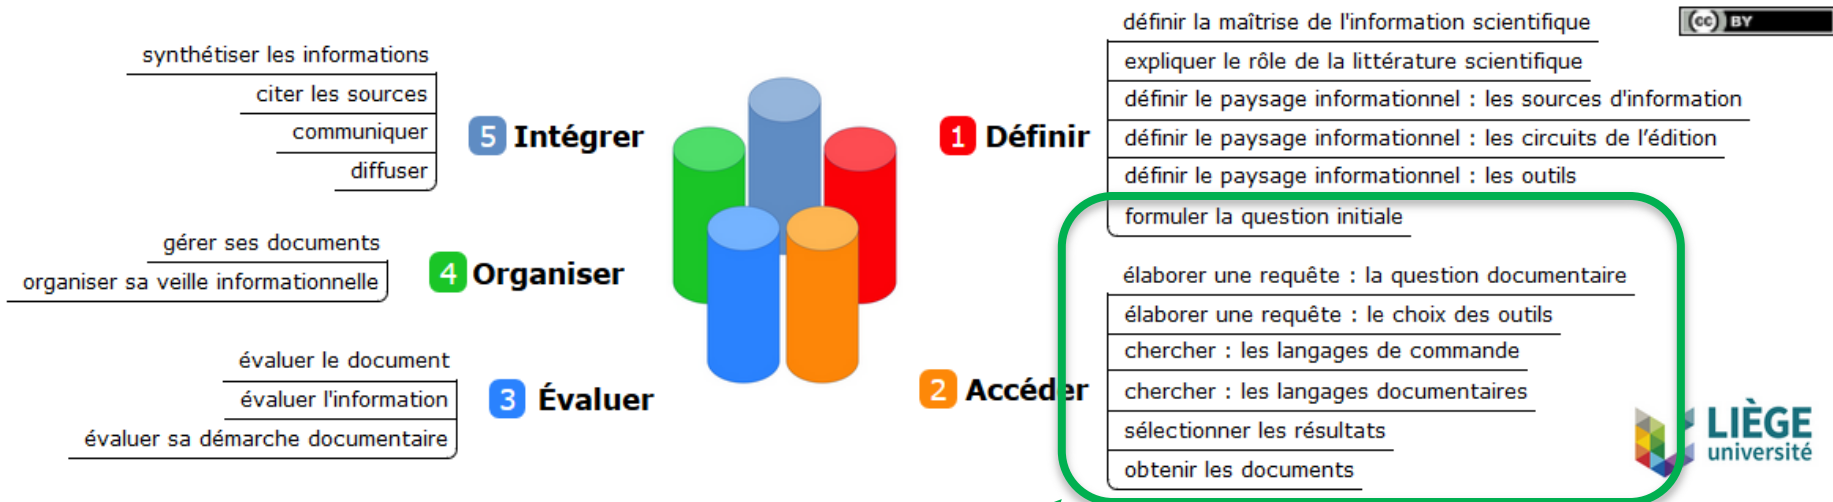 définir la maîtrise de l'information scientifique
expliquer le rôle de la littérature scientifique
définir le paysage informationnel : les sources d'information
définir le paysage informationnel : les circuits de l’édition
définir le paysage informationnel : les outils
formuler la question initiale
1 Définir
élaborer une requête : la question documentaire
élaborer une requête : le choix des outils
chercher : les langages de commande
chercher : les langages documentaires
sélectionner les résultats
obtenir les documents
2 Accéder
évaluer le document
évaluer l'information
évaluer sa démarche documentaire
3 Évaluer
gérer ses documents
organiser sa veille informationnelle
4 Organiser
synthétiser les informations
citer les sources
communiquer
diffuser
5 Intégrer
cc BY
LIÈGE
université